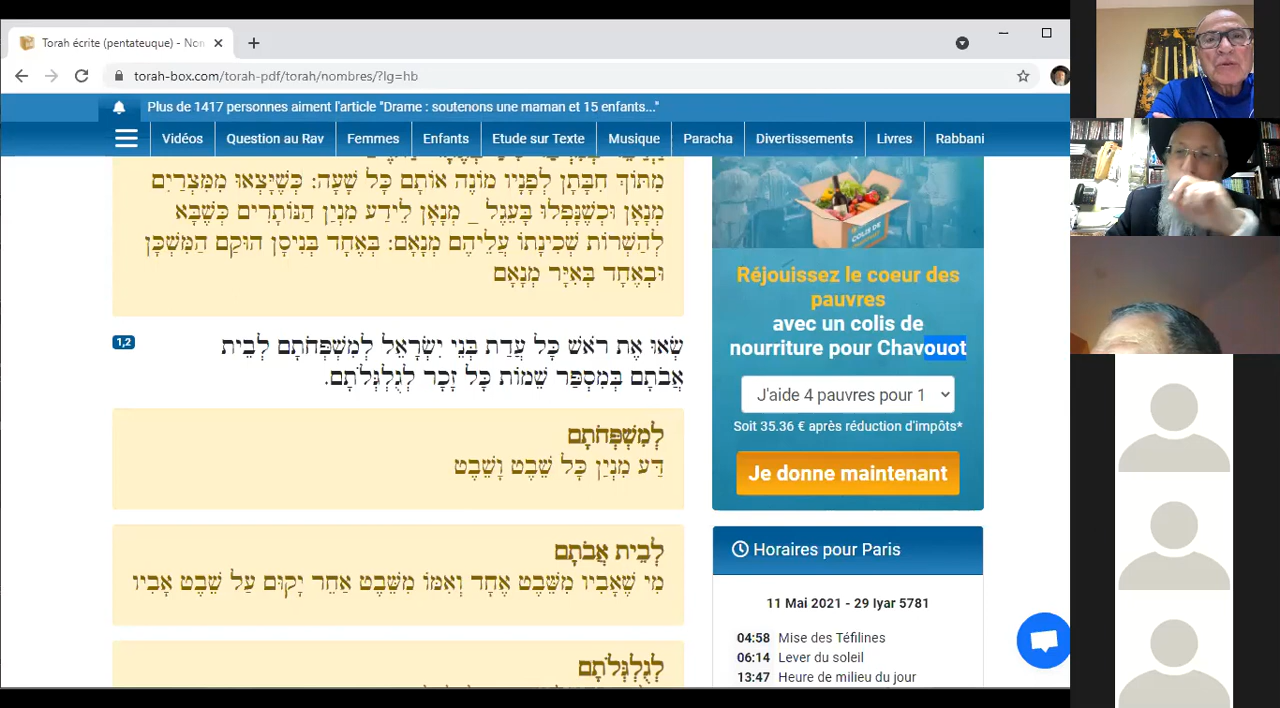 Torah écrite (pentateuque) - Non
torah-box.com/torah-pdf/torah/nombres/?lg=hb
Plus de 1417 personnes aiment l'article "Drame : soutenons une maman et 15 enfants..."
Vidéos Question au Rav Femmes Enfants Etude sur Texte Musique Paracha Divertissements Livres Rabbani
מִתּוֹךְ חִבָּתָן לְפָנָיו מוֹנֶה אוֹתָם כָּל שָׁעָה: כְּשֶׁיָּצְאוּ מִמִּצְרַיִם
מְנָאָן וּכְשֶׁנָּפְלוּ בָּעֵגֶל _ מְנָאָן לֵידַע מִנְיַן הַנּוֹתָרִים כְּשֶׁבָּא
לְהַשְׁרוֹת שְׁכִינָתוֹ עֲלֵיהֶם מְנָאָם: בְּאֶחָד בְּנִיסָן הוּקַם הַמִּשְׁכָּן
וּבְאֶחָד בְּאִיָּר מְנָאָם
1,2
שְׂאוּ אֶת רֹאשׁ כָּל עֲדַת בְּנֵי יִשְׂרָאֵל לְמִשְׁפְּחֹתָם לְבֵית
אֲבֹתָם בְּמִסְפַּר שֵׁמוֹת כָּל זָכָר לְגֻלְגְּלֹתָם.
לְמִשְׁפְּחֹתָם
דַּע מִנְיַן כָּל שֵׁבֶט וָשֵׁבֶט
לְבֵית אֲבֹתָם
מִי שֶׁאָבִיו מִשֵּׁבֶט אֶחָד וְאִמּוֹ מִשֵּׁבֶט אַחֵר יָקוּם עַל שֵׁבֶט אָבִיו
לְגֻלְגְּלֹתָם
COLIS DE
Réjouissez le coeur des
pauvres
avec un colis de
nourriture pour Chavouot
J'aide 4 pauvres pour 1
Soit 35.36 € après réduction d'impôts*
Je donne maintenant
Horaires pour Paris
11 Mai 2021 - 29 Iyar 5781
04:58 Mise des Téfilines
06:14 Lever du soleil
13:47 Heure de milieu du jour